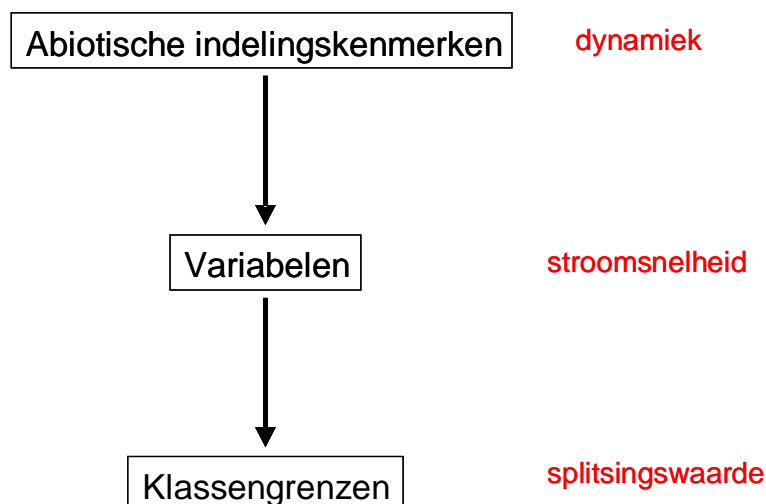 Abiotische indelingskenmerken dynamiek
Variabelen stroomsnelheid
Klassengrenzen splitsingswaarde